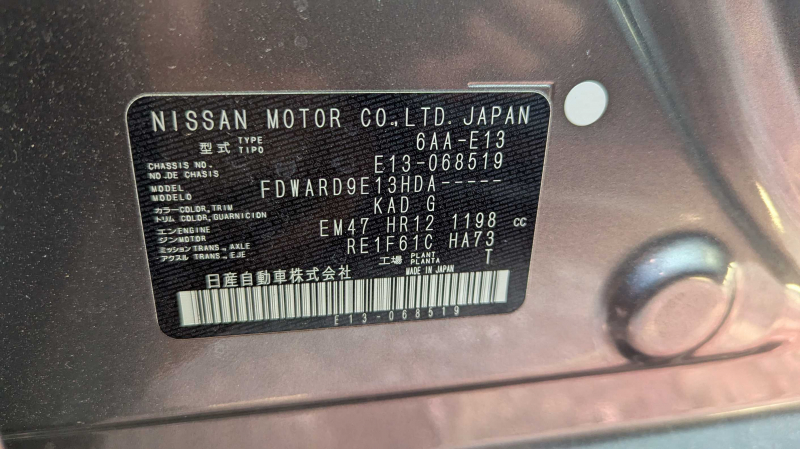 NISSAN MOTOR CO.,LTD. JAPAN
型式 TYPE TIPO 6AA-E13
CHASSIS NO. NO.DE CHASIS E13-068519
MODEL MODELO FDWARD9E13HDA-----
カラー COLOR, TRIM トリム COLOR, GUARNICION KAD G
エン ENGINE ジン MOTOR EM47 HR12 1198 cc
ミッション TRANS., AXLE アクスル TRANS., EJE RE1F61C HA73
工場 PLANT PLANTA T
日産自動車株式会社 MADE IN JAPAN
E13-068519